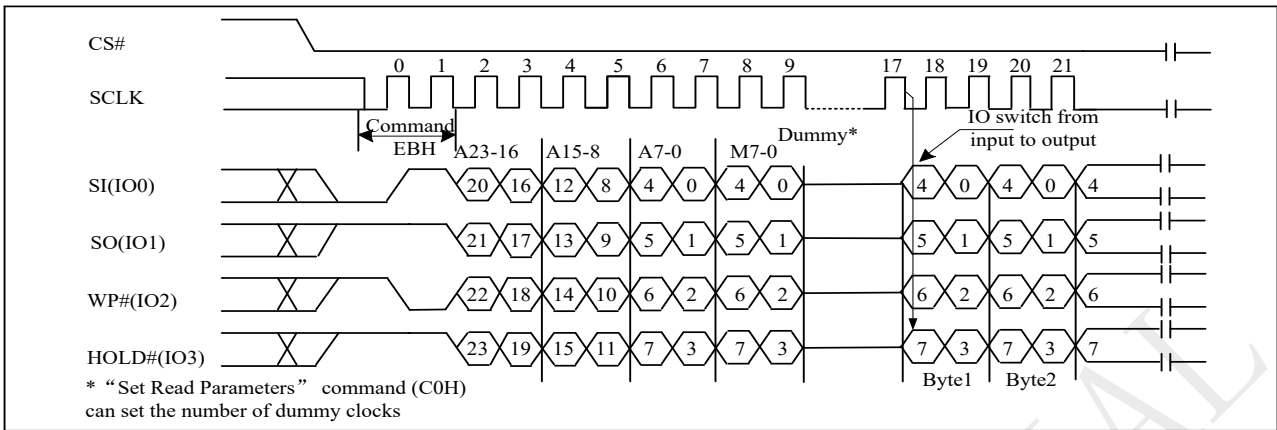 CS#
0 1 2 3 4 5 6 7 8 9 17 18 19 20 21
SCLK
Command
EBH
IO switch from
input to output
Dummy*
A23-16 A15-8 A7-0 M7-0
SI(IO0) 20 16 12 8 4 0 4 0 4 0 4 0 4
SO(IO1) 21 17 13 9 5 1 5 1 5 1 5 1 5
WP#(IO2) 22 18 14 10 6 2 6 2 6 2 6 2 6
HOLD#(IO3) 23 19 15 11 7 3 7 3 7 3 7 3 7
Byte1 Byte2
* “Set Read Parameters” command (C0H)
can set the number of dummy clocks